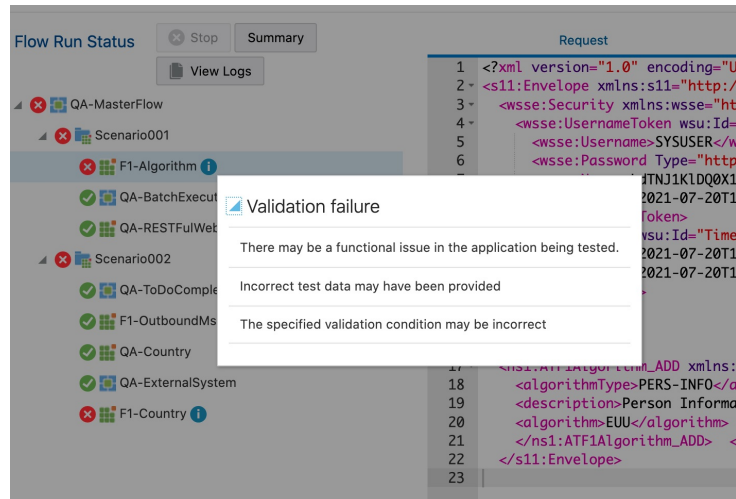 Flow Run Status
Stop
Summary
View Logs
QA-MasterFlow
Scenario001
F1-Algorithm
QA-BatchExecut
QA-RESTFulWeb
Scenario002
QA-ToDoComple
F1-OutboundMs
QA-Country
QA-ExternalSystem
F1-Country
Validation failure
There may be a functional issue in the application being tested.
Incorrect test data may have been provided
The specified validation condition may be incorrect
Request
1 <?xml version="1.0" encoding="U
2 <s11:Envelope xmlns:s11="http:/
3 <wsse:Security xmlns:wsse="ht
4 <wsse:UsernameToken wsu:Id=
5 <wsse:Username>SYSUSER</w
6 <wsse:Password Type="http
dTNJ1KlDQ0X1
2021-07-20T1
Token>
wsu:Id="Time
2021-07-20T1
2021-07-20T1
>
17 <ns1:ATF1Algorithm_ADD xmlns:
18 <algorithmType>PERS-INFO</a
19 <description>Person Informa
20 <algorithm>EUU</algorithm>
21 </ns1:ATF1Algorithm_ADD> <
22 </s11:Envelope>
23